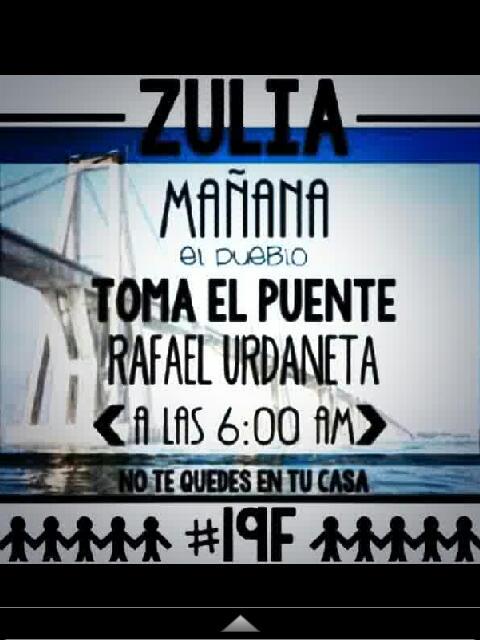 ZULIA
MAÑANA
el pueblo
TOMA EL PUENTE
RAFAEL URDANETA
A LAS 6:00 AM
NO TE QUEDES EN TU CASA
#19F